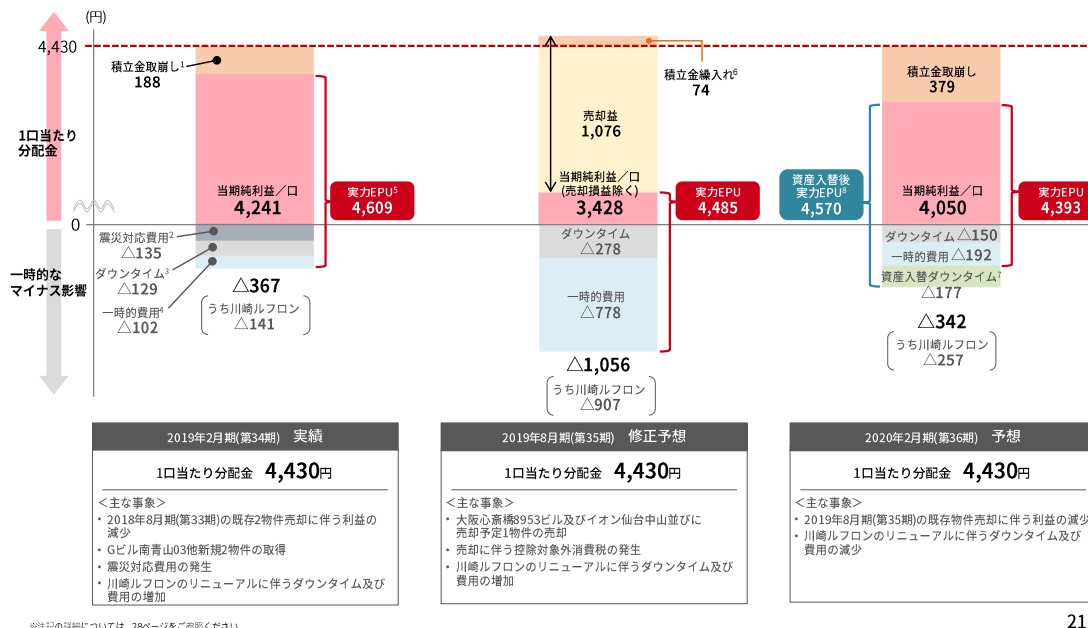 (円)
4,430
1口当たり
分配金
0
一時的な
マイナス影響
積立金取崩し1
188
当期純利益／口
4,241
実力EPU5
4,609
震災対応費用2
△135
ダウンタイム3
△129
一時的費用4
△102
△367
うち川崎ルフロン
△141
積立金繰入れ6
74
売却益
1,076
当期純利益／口
(売却損益除く)
3,428
実力EPU
4,485
ダウンタイム
△278
一時的費用
△778
△1,056
うち川崎ルフロン
△907
積立金取崩し
379
資産入替後
実力EPU8
4,570
当期純利益／口
4,050
実力EPU
4,393
ダウンタイム △150
一時的費用 △192
資産入替ダウンタイム7
△177
△342
うち川崎ルフロン
△257
2019年2月期(第34期) 実績
1口当たり分配金 4,430円
＜主な事象＞
• 2018年8月期(第33期)の既存2物件売却に伴う利益の
減少
• Gビル南青山03他新規2物件の取得
• 震災対応費用の発生
• 川崎ルフロンのリニューアルに伴うダウンタイム及び
費用の増加
2019年8月期(第35期) 修正予想
1口当たり分配金 4,430円
＜主な事象＞
• 大阪心斎橋8953ビル及びイオン仙台中山並びに
売却予定1物件の売却
• 売却に伴う控除対象外消費税の発生
• 川崎ルフロンのリニューアルに伴うダウンタイム及び
費用の増加
2020年2月期(第36期) 予想
1口当たり分配金 4,430円
＜主な事象＞
• 2019年8月期(第35期)の既存物件売却に伴う利益の減少
• 川崎ルフロンのリニューアルに伴うダウンタイム及び
費用の減少
※注記の詳細については、28ページをご参照ください
21